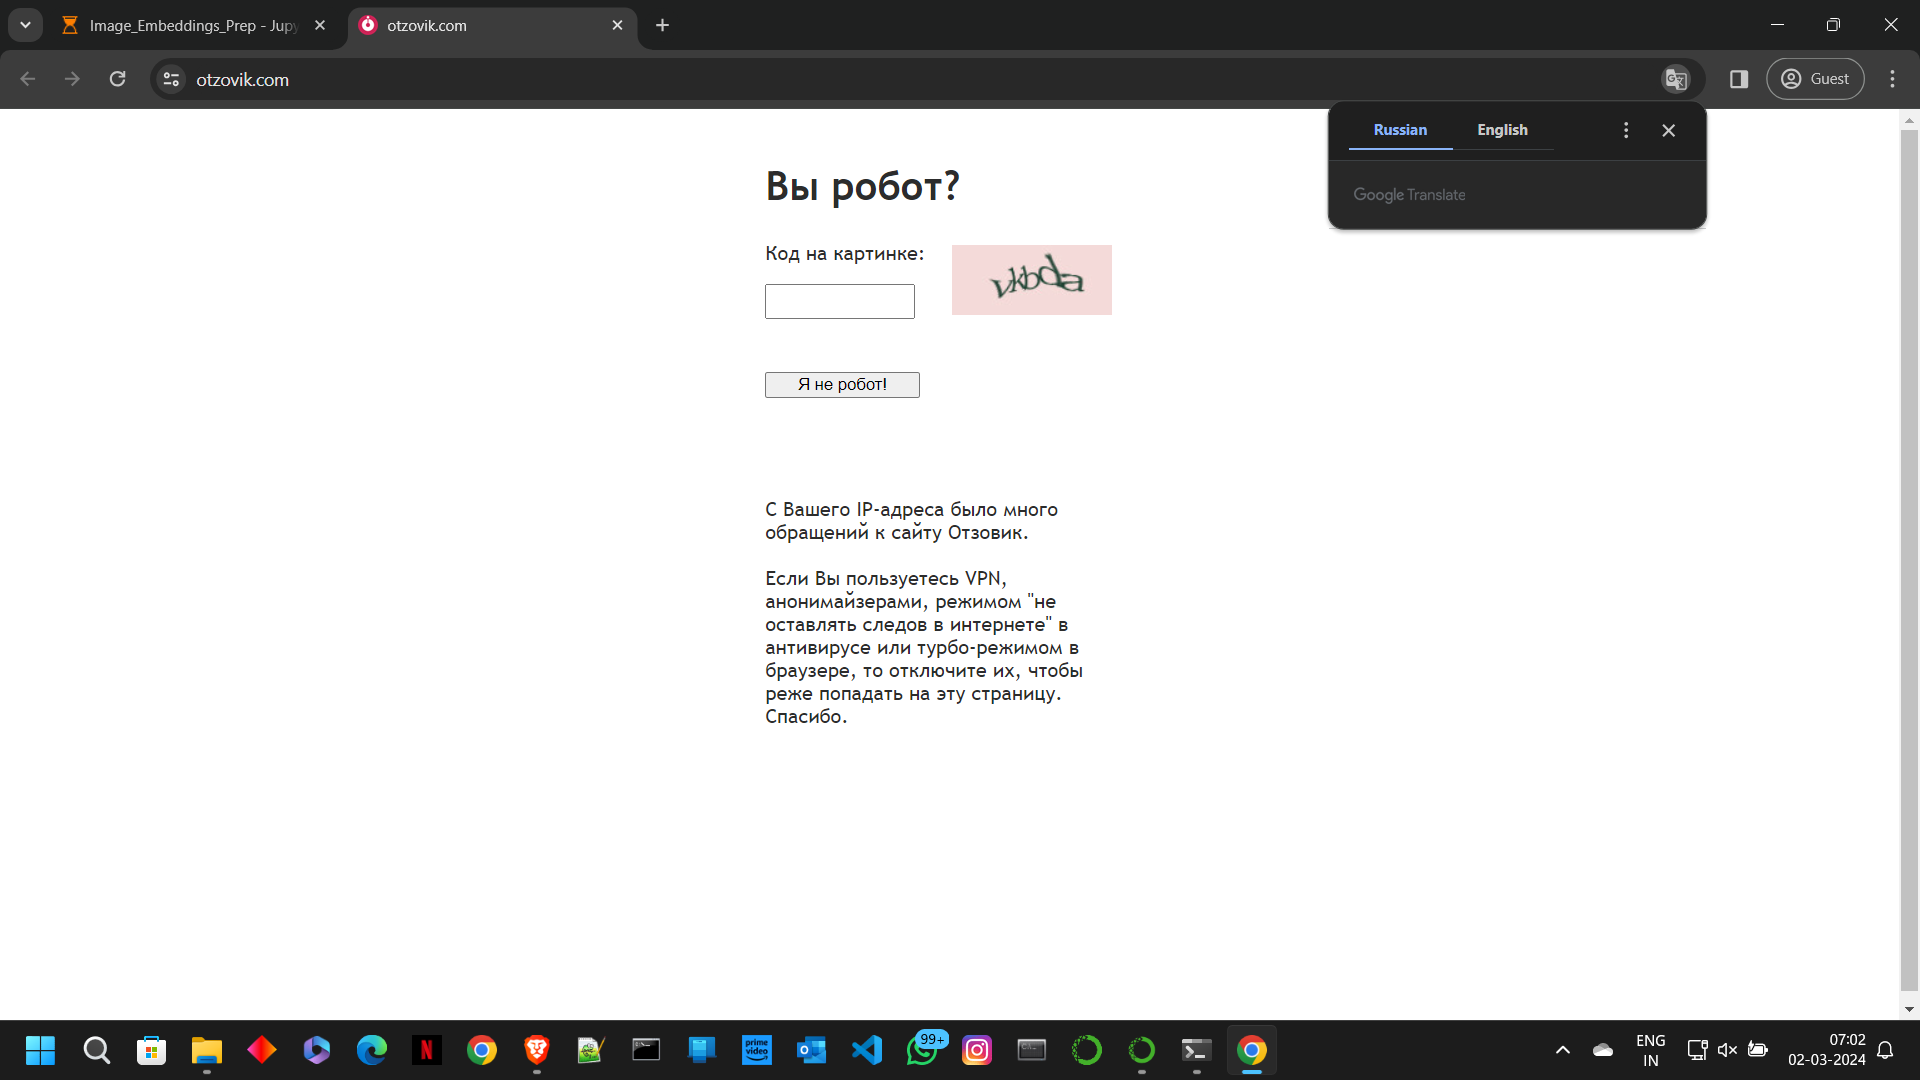 Image_Embeddings_Prep - Jupy
otzovik.com
otzovik.com
Guest
Russian
English
Google Translate
Вы робот?
Код на картинке:
Я не робот!
С Вашего IP-адреса было много
обращений к сайту Отзовик.
Если Вы пользуетесь VPN,
анонимайзерами, режимом "не
оставлять следов в интернете" в
антивирусе или турбо-режимом в
браузере, то отключите их, чтобы
реже попадать на эту страницу.
Спасибо.
prime
video
99+
ENG
IN
07:02
02-03-2024